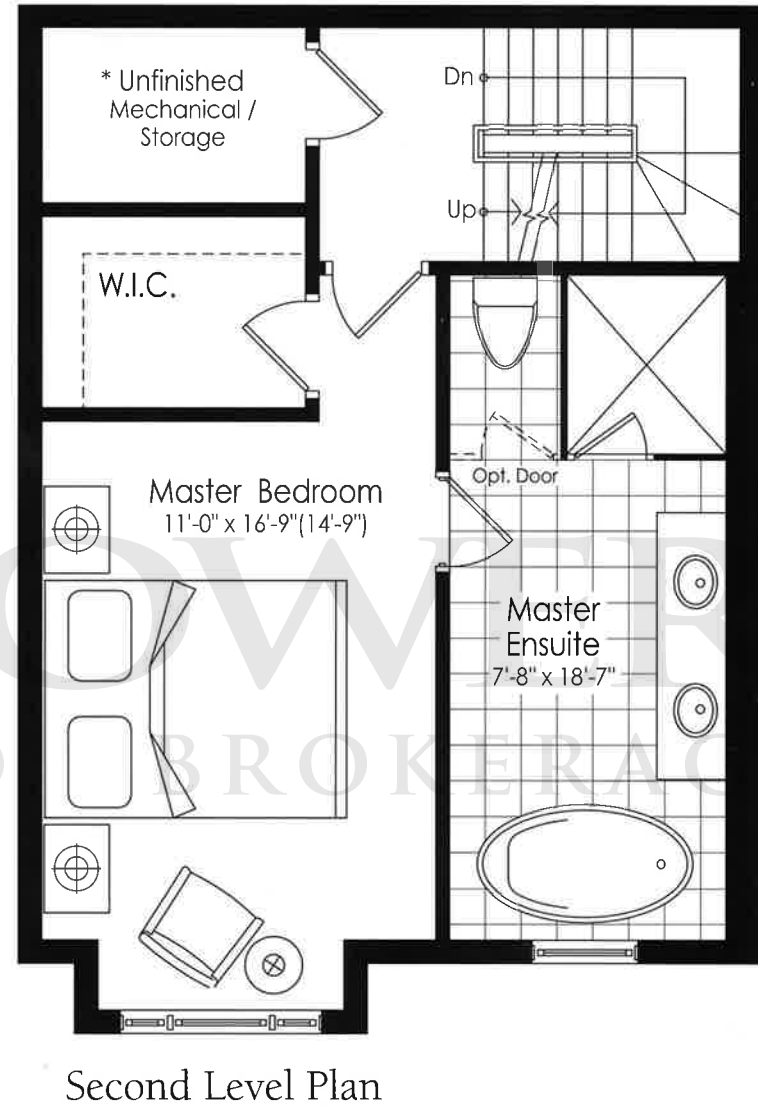 * Unfinished
Mechanical /
Storage
Dn
Up
W.I.C.
Opt. Door
Master Bedroom
11'-0" x 16'-9"(14'-9")
Master
Ensuite
7'-8" x 18'-7"
Second Level Plan